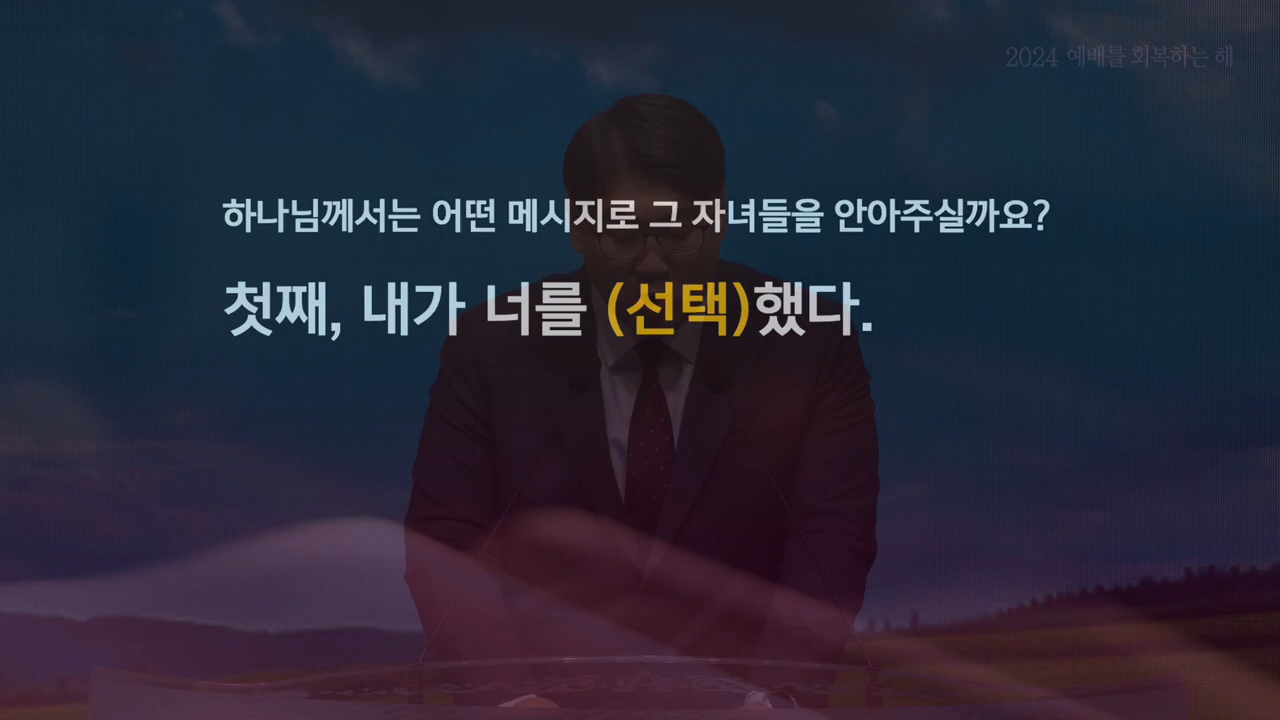 2024 예배를 회복하는 해
하나님께서는 어떤 메시지로 그 자녀들을 안아주실까요?
첫째, 내가 너를 (선택)했다.